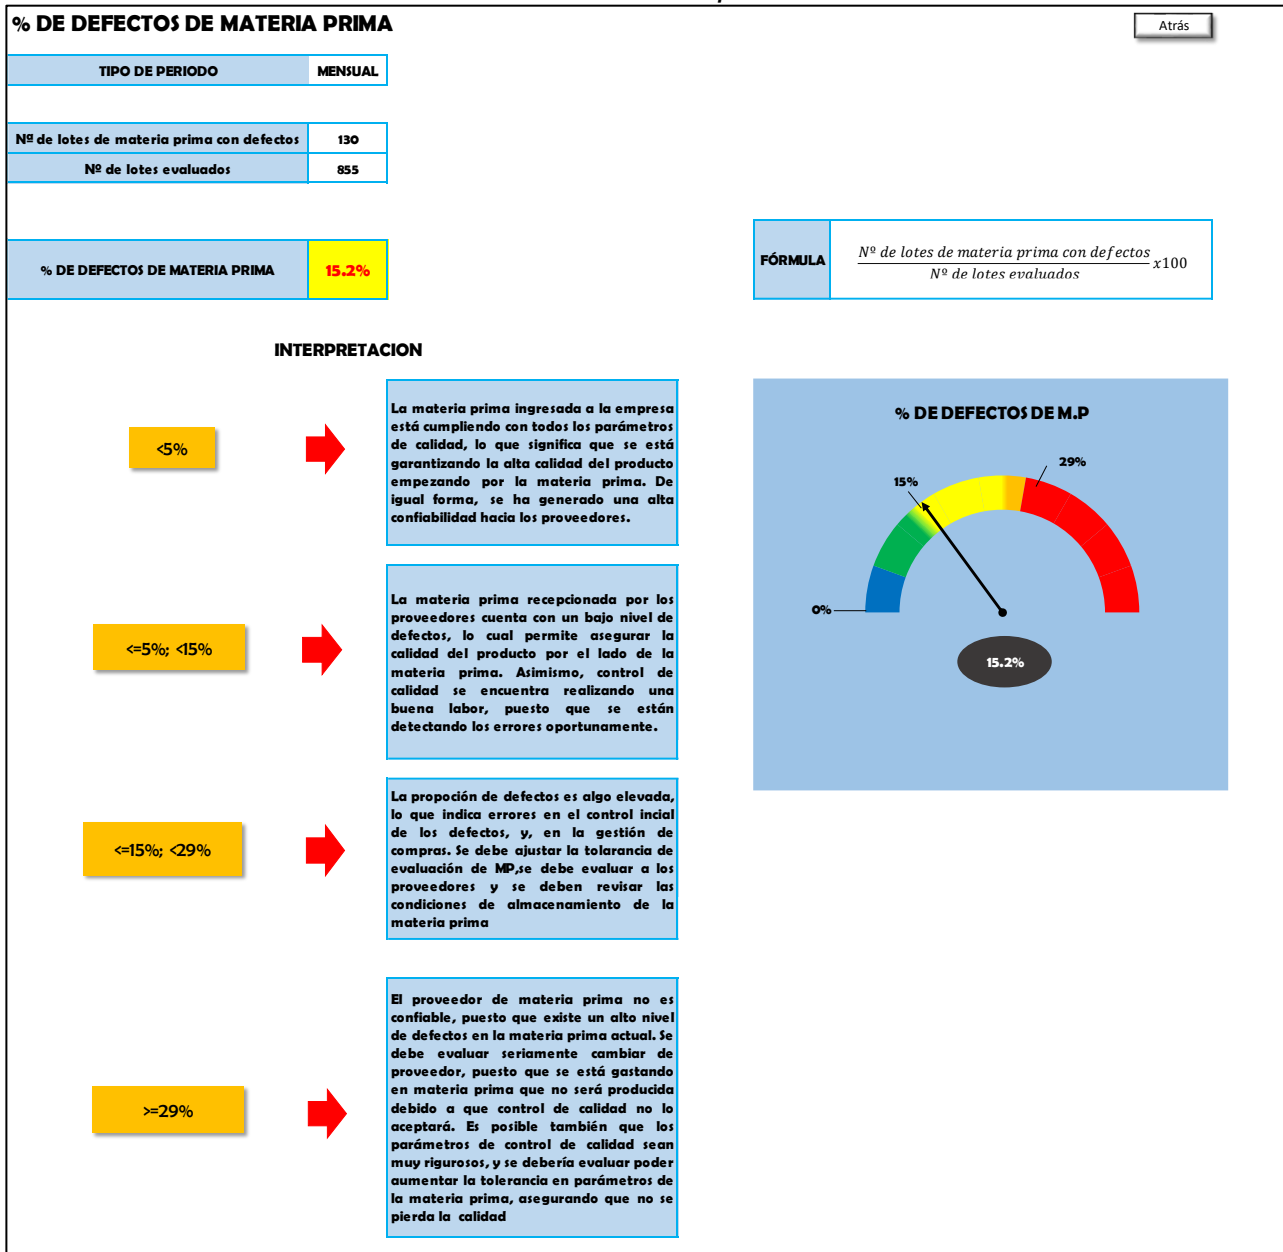 % DE DEFECTOS DE MATERIA PRIMA
Atrás
TIPO DE PERIODO MENSUAL
Nª de lotes de materia prima con defectos 130
Nº de lotes evaluados 855
% DE DEFECTOS DE MATERIA PRIMA 15.2%
FÓRMULA
Nº de lotes de materia prima con defectos
Nº de lotes evaluados
x100
INTERPRETACION
<5%
La materia prima ingresada a la empresa
está cumpliendo con todos los parámetros
de calidad, lo que significa que se está
garantizando la alta calidad del producto
empezando por la materia prima. De
igual forma, se ha generado una alta
confiabilidad hacia los proveedores.
<=5%; <15%
La materia prima recepcionada por los
proveedores cuenta con un bajo nivel de
defectos, lo cual permite asegurar la
calidad del producto por el lado de la
materia prima. Asimismo, control de
calidad se encuentra realizando una
buena labor, puesto que se están
detectando los errores oportunamente.
<=15%; <29%
La propoción de defectos es algo elevada,
lo que indica errores en el control incial
de los defectos, y, en la gestión de
compras. Se debe ajustar la tolarancia de
evaluación de MP,se debe evaluar a los
proveedores y se deben revisar las
condiciones de almacenamiento de la
materia prima
>=29%
El proveedor de materia prima no es
confiable, puesto que existe un alto nivel
de defectos en la materia prima actual. Se
debe evaluar seriamente cambiar de
proveedor, puesto que se está gastando
en materia prima que no será producida
debido a que control de calidad no lo
aceptará. Es posible también que los
parámetros de control de calidad sean
muy rigurosos, y se debería evaluar poder
aumentar la tolerancia en parámetros de
la materia prima, asegurando que no se
pierda la calidad
% DE DEFECTOS DE M.P
29%
15%
0%
15.2%